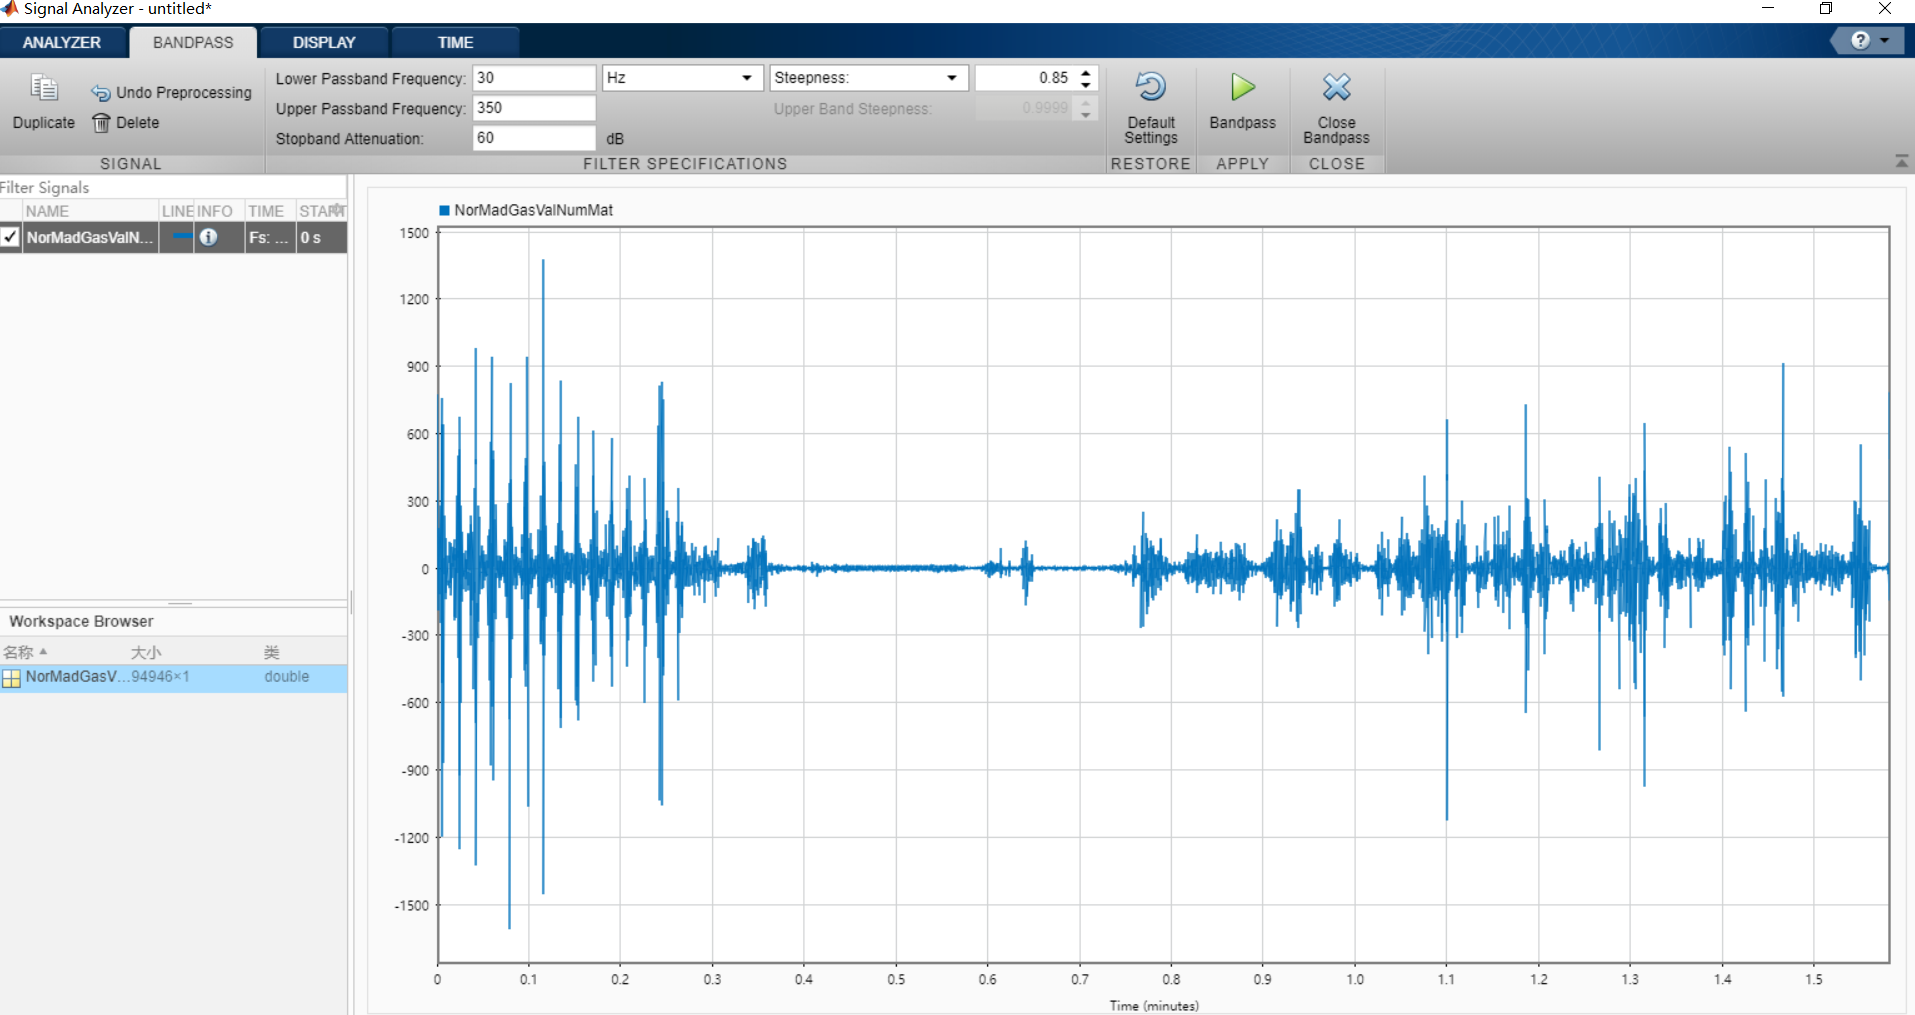 Signal Analyzer - untitled*
ANALYZER BANDPASS DISPLAY TIME ?
Duplicate
Undo Preprocessing
Delete
SIGNAL
Lower Passband Frequency: 30 Hz Steepness: 0.85
Upper Passband Frequency: 350 Upper Band Steepness: 0.9999
Stopband Attenuation: 60 dB
FILTER SPECIFICATIONS
Default
Settings
RESTORE
Bandpass
APPLY
Close
Bandpass
CLOSE
Filter Signals
NAME LINE INFO TIME START
NorMadGasValN... Fs: ... 0 s
Workspace Browser
名称 大小 类
NorMadGasV... 94946×1 double
NorMadGasValNumMat
1500
1200
900
600
300
0
-300
-600
-900
-1200
-1500
0 0.1 0.2 0.3 0.4 0.5 0.6 0.7 0.8 0.9 1.0 1.1 1.2 1.3 1.4 1.5
Time (minutes)